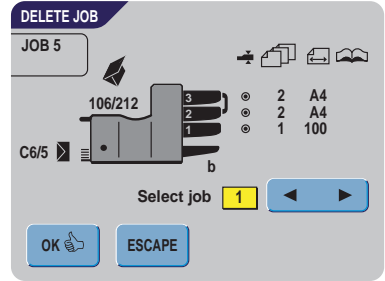 DELETE JOB
JOB 5
106/212
3 2 A4
2 2 A4
1 1 100
C6/5
b
Select job 1
OK ESCAPE